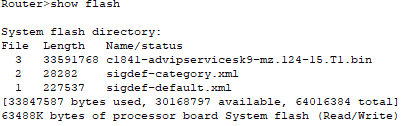 Router>show flash
System flash directory:
File  Length   Name/status
  3   33591768 c1841-advipservicesk9-mz.124-15.T1.bin
  2   28282    sigdef-category.xml
  1   227537   sigdef-default.xml
[33847587 bytes used, 30168797 available, 64016384 total]
63488K bytes of processor board System flash (Read/Write)